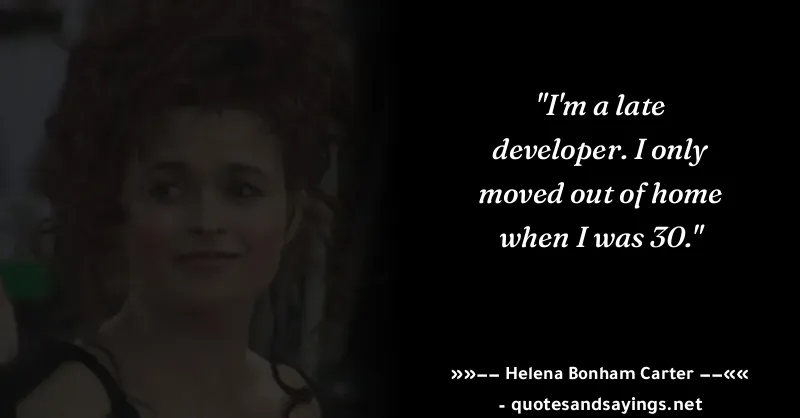 "I'm a late
developer. I only
moved out of home
when I was 30."
»»–– Helena Bonham Carter ––««
- quotesandsayings.net